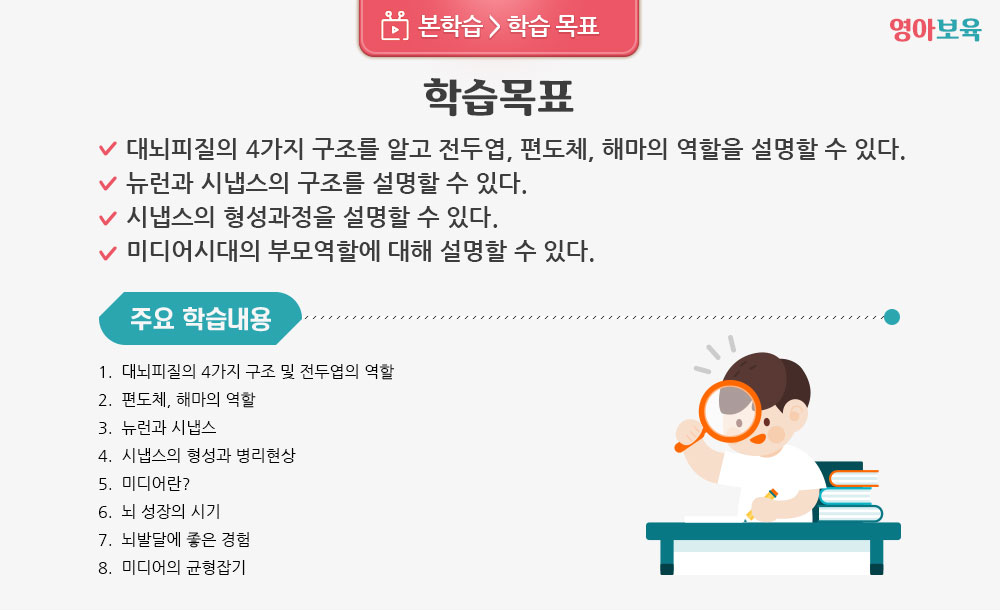 본학습 > 학습 목표
영아보육
학습목표
대뇌피질의 4가지 구조를 알고 전두엽, 편도체, 해마의 역할을 설명할 수 있다.
뉴런과 시냅스의 구조를 설명할 수 있다.
시냅스의 형성과정을 설명할 수 있다.
미디어시대의 부모역할에 대해 설명할 수 있다.
주요 학습내용
1. 대뇌피질의 4가지 구조 및 전두엽의 역할
2. 편도체, 해마의 역할
3. 뉴런과 시냅스
4. 시냅스의 형성과 병리현상
5. 미디어란?
6. 뇌 성장의 시기
7. 뇌발달에 좋은 경험
8. 미디어의 균형잡기